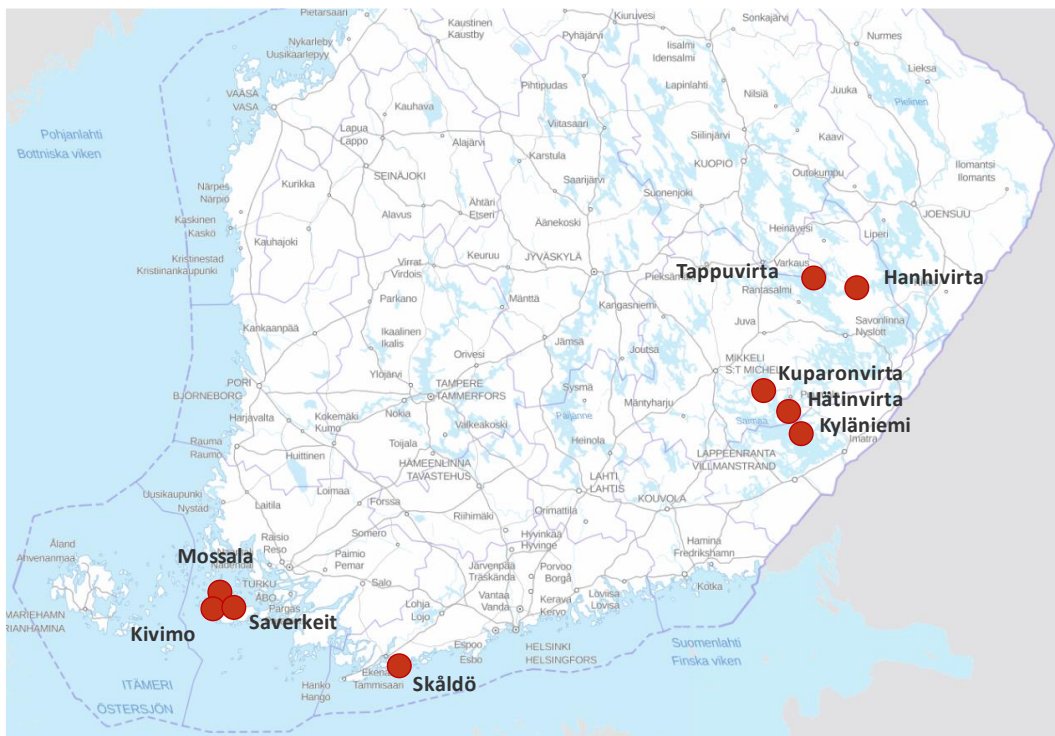 Pietarsaari
Nykarleby
Uusikaarlepyy
Kaustinen
Kaustby
Kiuruvesi
Pyhäjärvi
Iisalmi
Idensalmi
Sonkajärvi
Nurmes
Lieksa
Pihtipudas
Lapinlahti
Nilsiä
Juuka
Pielinen
VAASA
VASA
Kauhava
Viitasaari
Lapua
Lappo
Alajärvi
Siilinjärvi
Kaavi
Pohjanlahti
Bottniska viken
Karstula
KUOPIO
Ilomantsi
Ilomants
SEINÄJOKI
Saarijärvi
Outokumpu
Närpes
Närpiö
Kurikka
Suonenjoki
Ähtäri
Etseri
Alavus
JOENSUU
Kaskinen
Kaskö
Äänekoski
Heinävesi
Liperi
Kauhajoki
Kristinestad
Kristiinankaupunki
Virrat
Virdois
Keuruu
JYVÄSKYLÄ
Pieksäm
Varkaus
Tappuvirta
Hanhivirta
Rantasalmi
Parkano
Mänttä
Kangasniemi
Kankaanpää
Ikaalinen
Ikalis
Juva
Savonlinna
Nyslott
Jämsä
Joutsa
Orivesi
MIKKELI
S:T MICHEL
Ylöjärvi
Kuparonvirta
PORI
BJÖRNEBORG
TAMPERE
TAMMERFORS
Sysmä
Hätinvirta
Nokia
Mäntyharju
Harjavalta
Kokemäki
Kumo
Päijänne
Saimaa
Kyläniemi
Valkeakoski
Imatra
Rauma
Raumo
Toijala
Heinola
Huittinen
LAPPEENRANTA
VILLMANSTRAND
HÄMEENLINNA
TAVASTEHUS
LAHTI
LAHTIS
Uusikaupunki
Nystad
Loimaa
Forssa
KOUVOLA
Laitila
Riihimäki
Orimattila
Somero
Hyvinkää
Hyvinge
Hamina
Fredrikshamn
Raisio
Reso
Åland
Ahvenanmaa
Mossala
Paimio
Pemar
Järvenpää
Träskända
Porvoo
Borgå
TURKU
ÅBO
Salo
Kotka
Loviisa
Lovisa
Vantaa
Vanda
Kerava
Kervo
Lohja
Lojo
Pargas
MARIEHAMN
Saverkeit
Kivimo
Espoo
Esbo
HELSINKI
HELSINGFORS
Suomenlahti
Finska viken
Ekenäs
Tammisaari
ITÄMERI
ÖSTERSJÖN
Hanko
Hangö
Skåldö